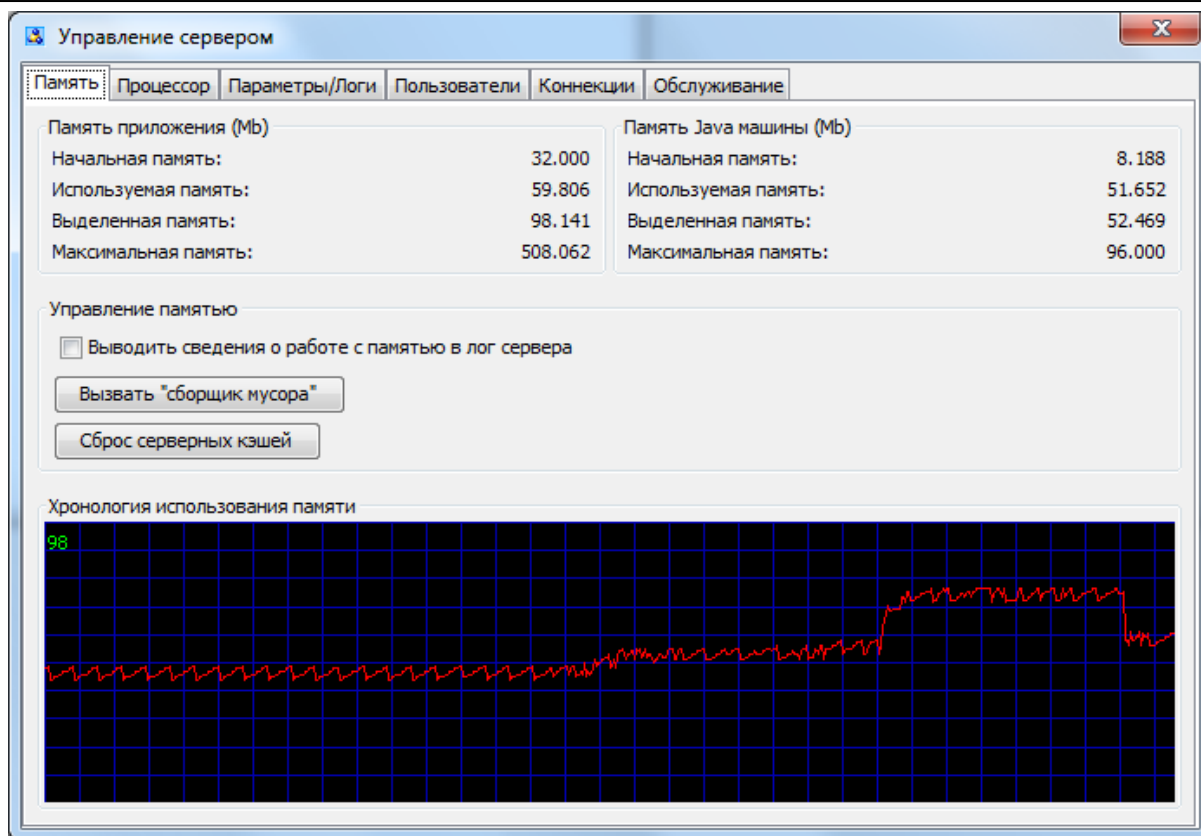 Управление сервером
Память Процессор Параметры/Логи Пользователи Коннекции Обслуживание
Память приложения (Mb)
Начальная память: 32.000
Используемая память: 59.806
Выделенная память: 98.141
Максимальная память: 508.062
Память Java машины (Mb)
Начальная память: 8.188
Используемая память: 51.652
Выделенная память: 52.469
Максимальная память: 96.000
Управление памятью
Выводить сведения о работе с памятью в лог сервера
Вызвать "сборщик мусора"
Сброс серверных кэшей
Хронология использования памяти
98